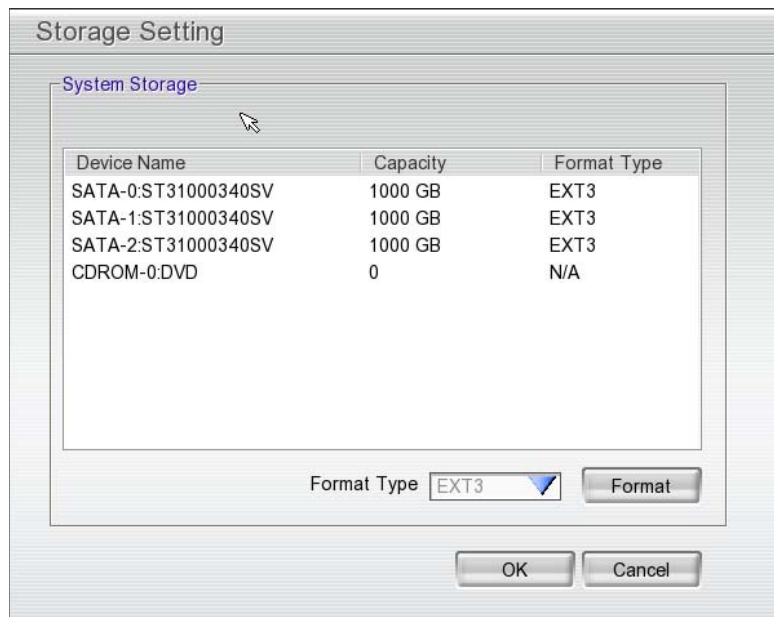 Storage Setting
System Storage
Device Name Capacity Format Type
SATA-0:ST31000340SV 1000 GB EXT3
SATA-1:ST31000340SV 1000 GB EXT3
SATA-2:ST31000340SV 1000 GB EXT3
CDROM-0:DVD 0 N/A
Format Type EXT3 Format
OK Cancel